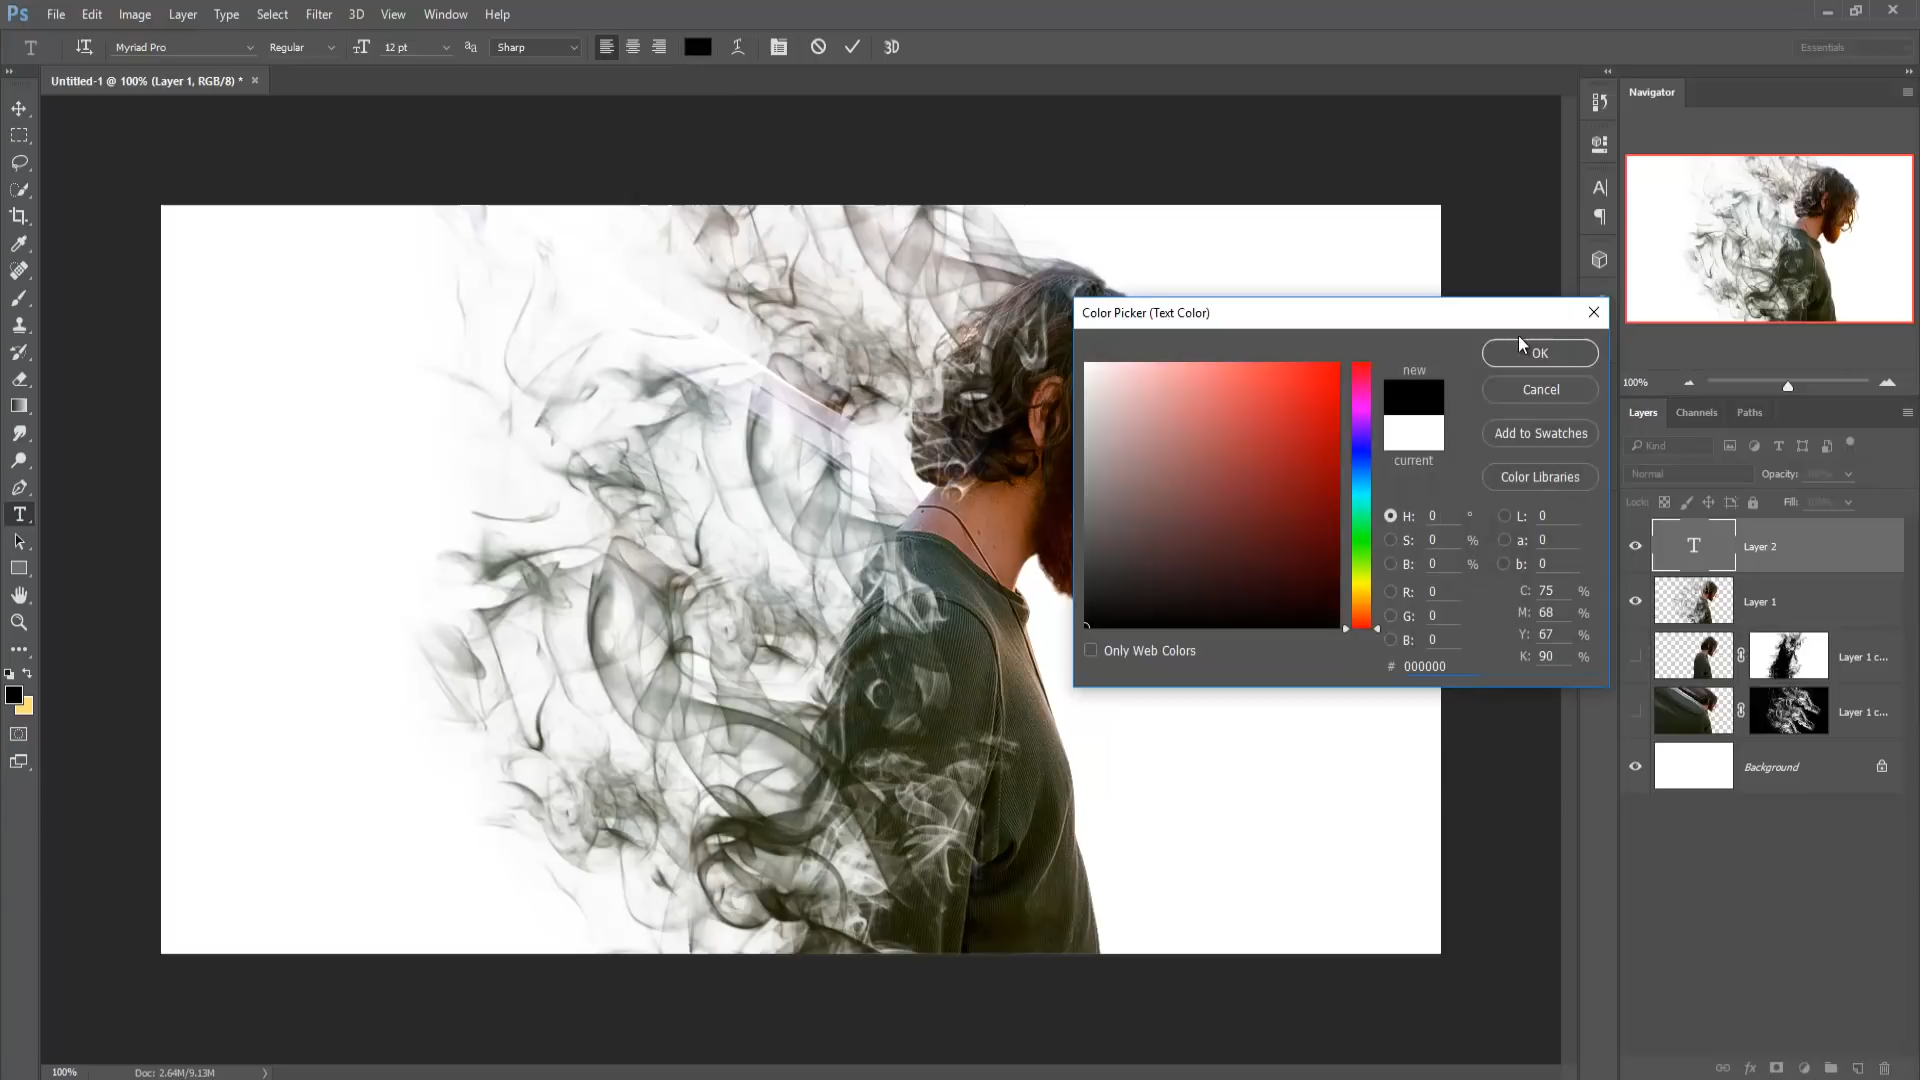 Ps File Edit Image Layer Type Select Filter 3D View Window Help
T Myriad Pro Regular 12 pt Sharp 3D Essentials
Untitled-1 @ 100% (Layer 1, RGB/8) *
Navigator
100%
Color Picker (Text Color)
new
current
OK
Cancel
Add to Swatches
Color Libraries
H: 0 ° L: 0
S: 0 % a: 0
B: 0 % b: 0
R: 0 C: 75 %
G: 0 M: 68 %
B: 0 Y: 67 %
# 000000 K: 90 %
Only Web Colors
Layers Channels Paths
Kind
Normal Opacity: 100%
Lock: Fill: 100%
T Layer 2
Layer 1
Layer 1 c...
Layer 1 c...
Background
100% Doc: 2.64M/9.13M